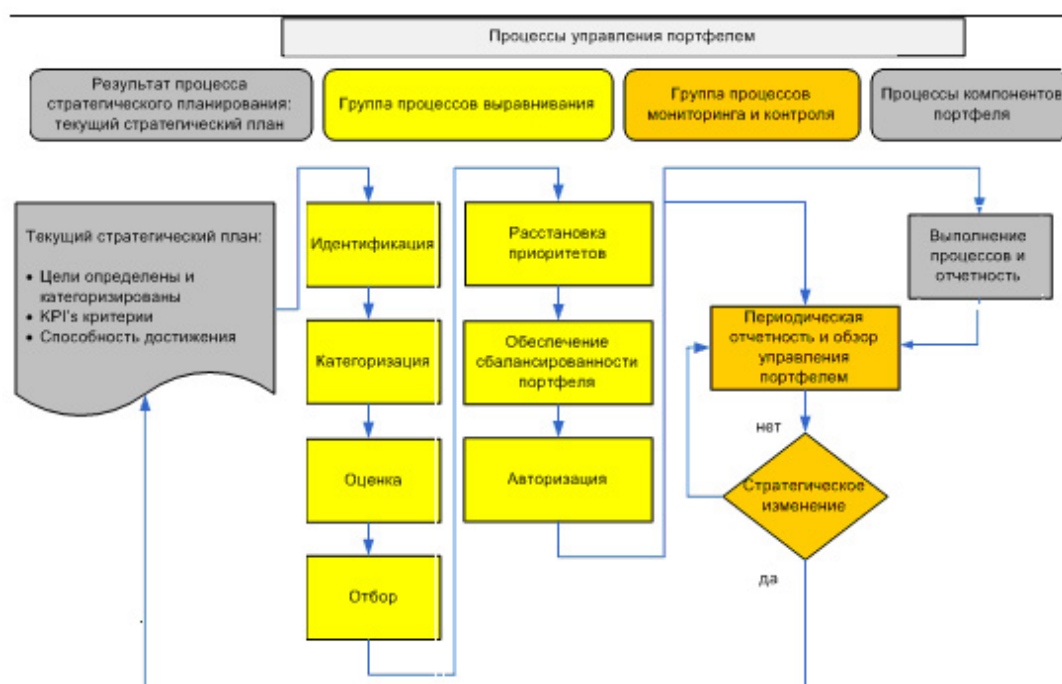 Процессы управления портфелем
Результат процесса
стратегического планирования:
текущий стратегический план
Группа процессов выравнивания
Группа процессов
мониторинга и контроля
Процессы компонентов
портфеля
Текущий стратегический план:
• Цели определены и
категоризированы
• KPI's критерии
• Способность достижения
Идентификация
Категоризация
Оценка
Отбор
Расстановка
приоритетов
Обеспечение
сбалансированности
портфеля
Авторизация
Выполнение
процессов и
отчетность
Периодическая
отчетность и обзор
управления
портфелем
нет
Стратегическое
изменение
да